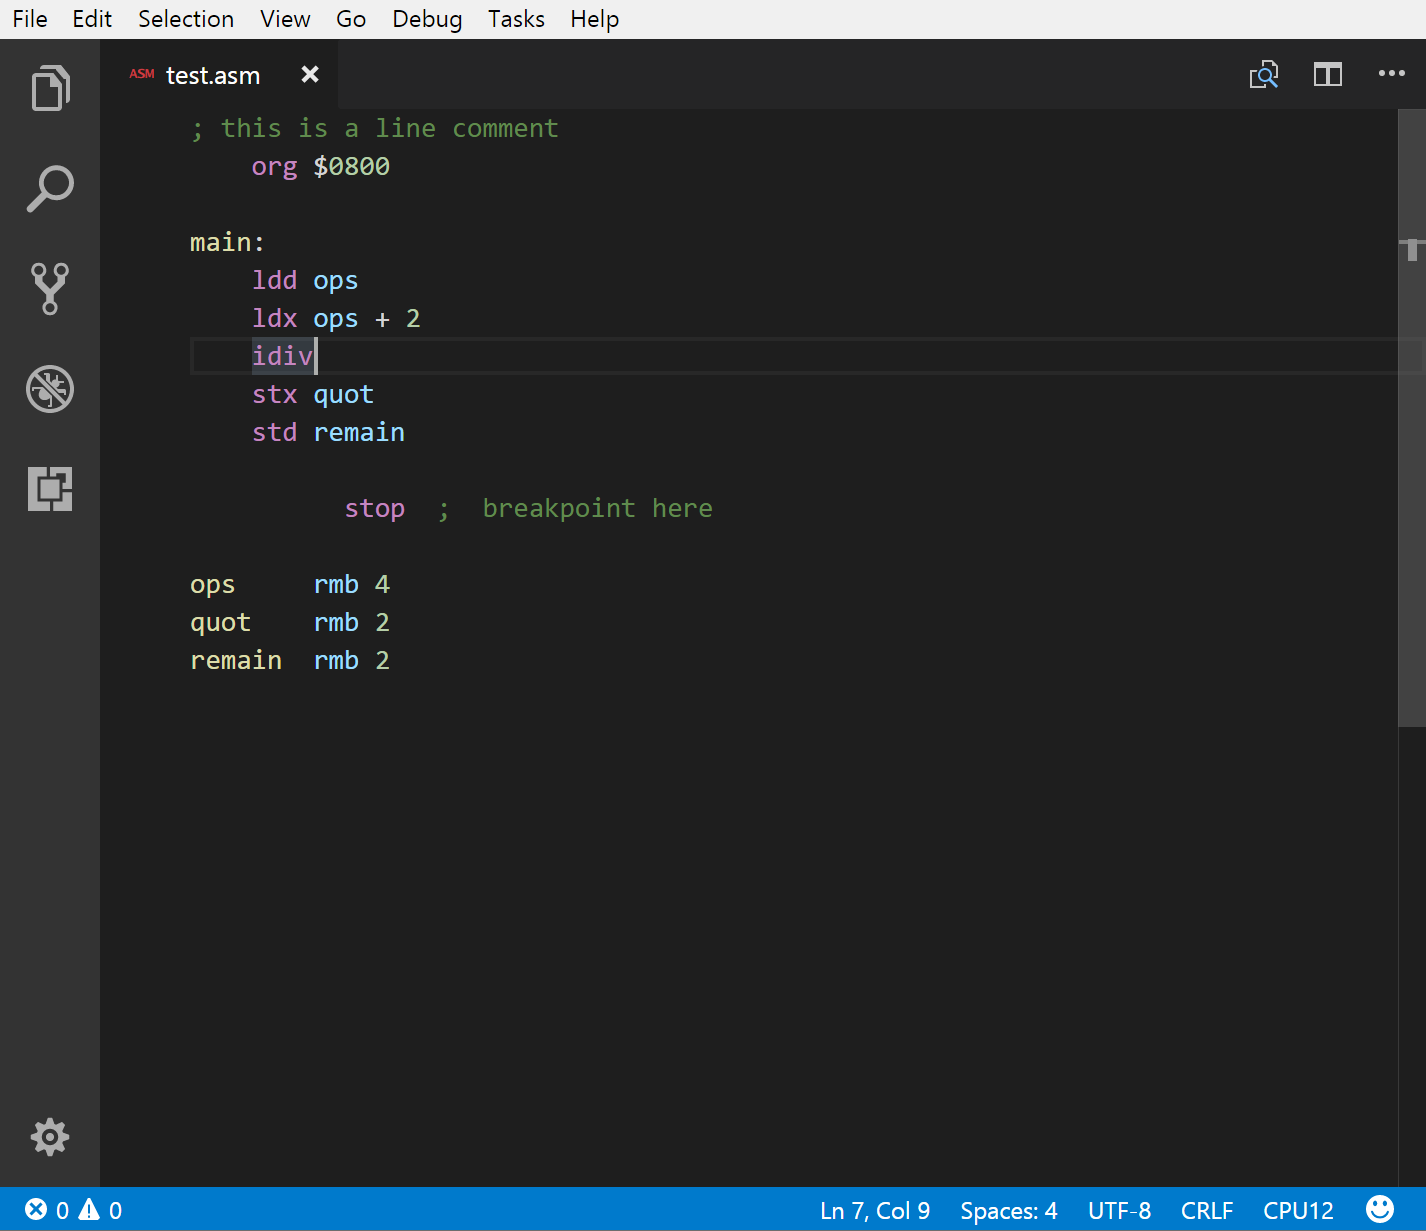 File Edit Selection View Go Debug Tasks Help
ASM test.asm
; this is a line comment
    org $0800
main:
    ldd ops
    ldx ops + 2
    idiv
    stx quot
    std remain
          stop  ;  breakpoint here
ops     rmb 4
quot    rmb 2
remain  rmb 2
0 0 Ln 7, Col 9 Spaces: 4 UTF-8 CRLF CPU12